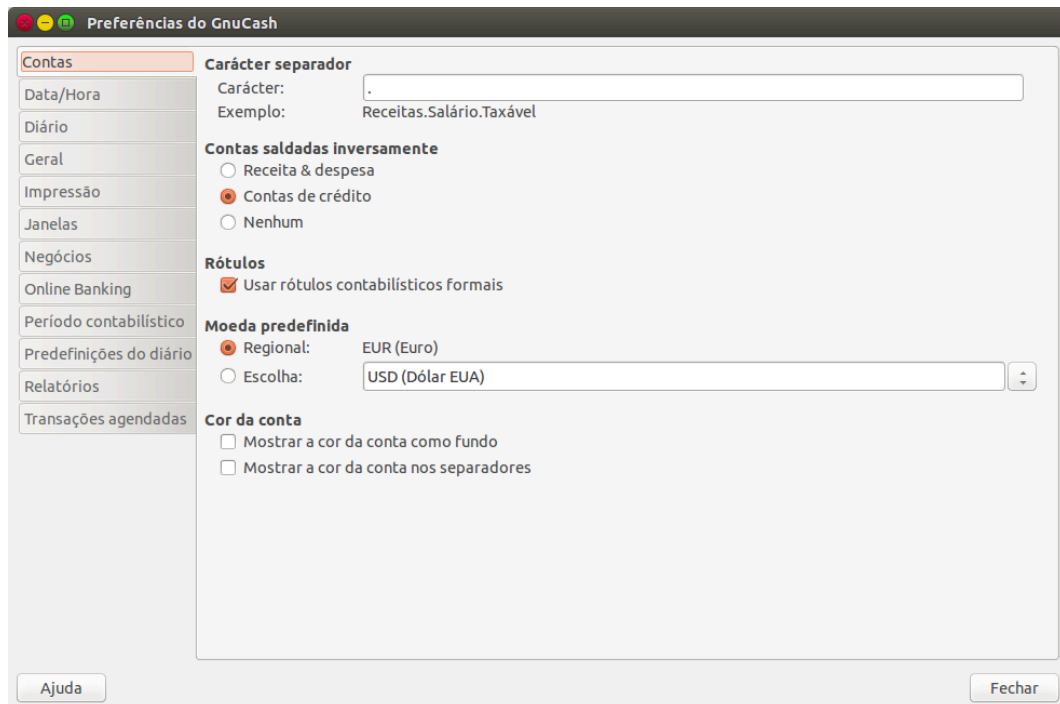 Preferências do GnuCash
Contas
Data/Hora
Diário
Geral
Impressão
Janelas
Negócios
Online Banking
Período contabilístico
Predefinições do diário
Relatórios
Transações agendadas
Carácter separador
Carácter: .
Exemplo: Receitas.Salário.Taxável
Contas saldadas inversamente
Receita & despesa
Contas de crédito
Nenhum
Rótulos
Usar rótulos contabilísticos formais
Moeda predefinida
Regional: EUR (Euro)
Escolha: USD (Dólar EUA)
Cor da conta
Mostrar a cor da conta como fundo
Mostrar a cor da conta nos separadores
Ajuda Fechar